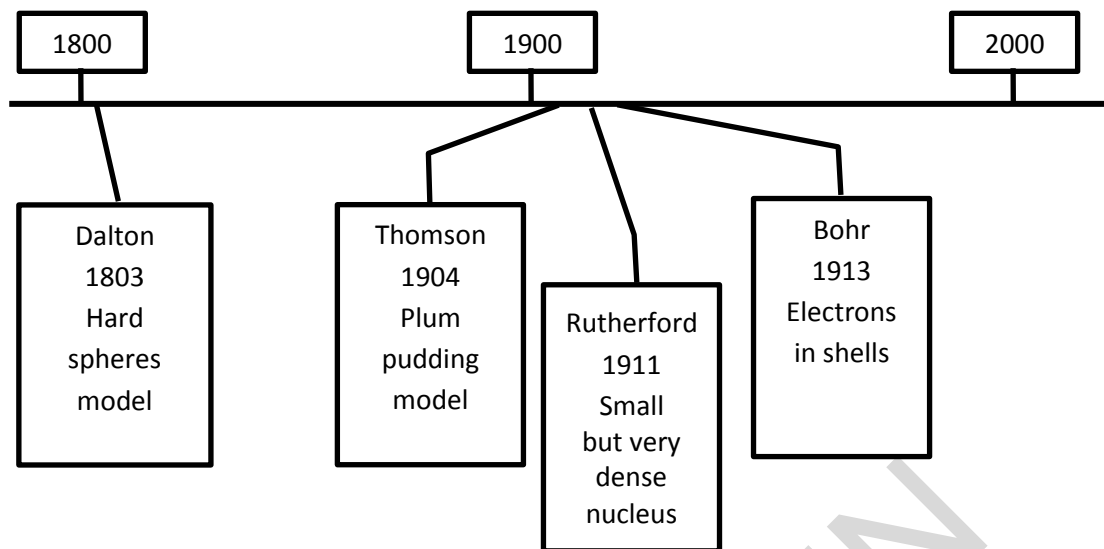 1800
1900
2000
Dalton
1803
Hard
spheres
model
Thomson
1904
Plum
pudding
model
Rutherford
1911
Small
but very
dense
nucleus
Bohr
1913
Electrons
in shells